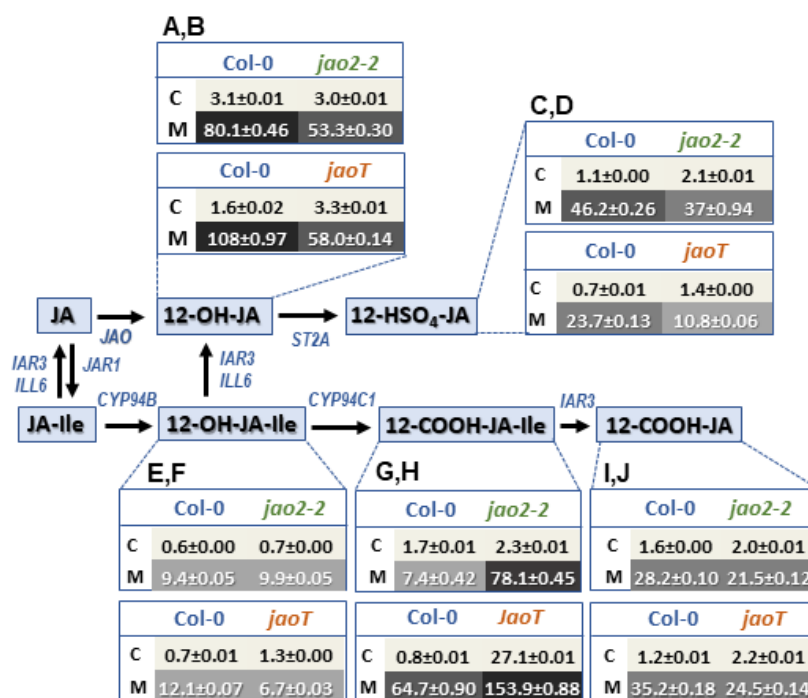 A,B
Col-0 jao2-2
C 3.1±0.01 3.0±0.01
M 80.1±0.46 53.3±0.30
Col-0 jaoT
C 1.6±0.02 3.3±0.01
M 108±0.97 58.0±0.14
C,D
Col-0 jao2-2
C 1.1±0.00 2.1±0.01
M 46.2±0.26 37±0.94
Col-0 jaoT
C 0.7±0.01 1.4±0.00
M 23.7±0.13 10.8±0.06
JA
JAO
12-OH-JA
ST2A
12-HSO4-JA
IAR3
ILL6
JAR1
IAR3
ILL6
JA-Ile
CYP94B
12-OH-JA-Ile
CYP94C1
12-COOH-JA-Ile
IAR3
12-COOH-JA
E,F
Col-0 jao2-2
C 0.6±0.00 0.7±0.00
M 9.4±0.05 9.9±0.05
Col-0 jaoT
C 0.7±0.01 1.3±0.00
M 12.1±0.07 6.7±0.03
G,H
Col-0 jao2-2
C 1.7±0.01 2.3±0.01
M 7.4±0.42 78.1±0.45
Col-0 JaoT
C 0.8±0.01 27.1±0.01
M 64.7±0.90 153.9±0.88
I,J
Col-0 jao2-2
C 1.6±0.00 2.0±0.01
M 28.2±0.10 21.5±0.12
Col-0 jaoT
C 1.2±0.01 2.2±0.01
M 35.2±0.18 24.5±0.14